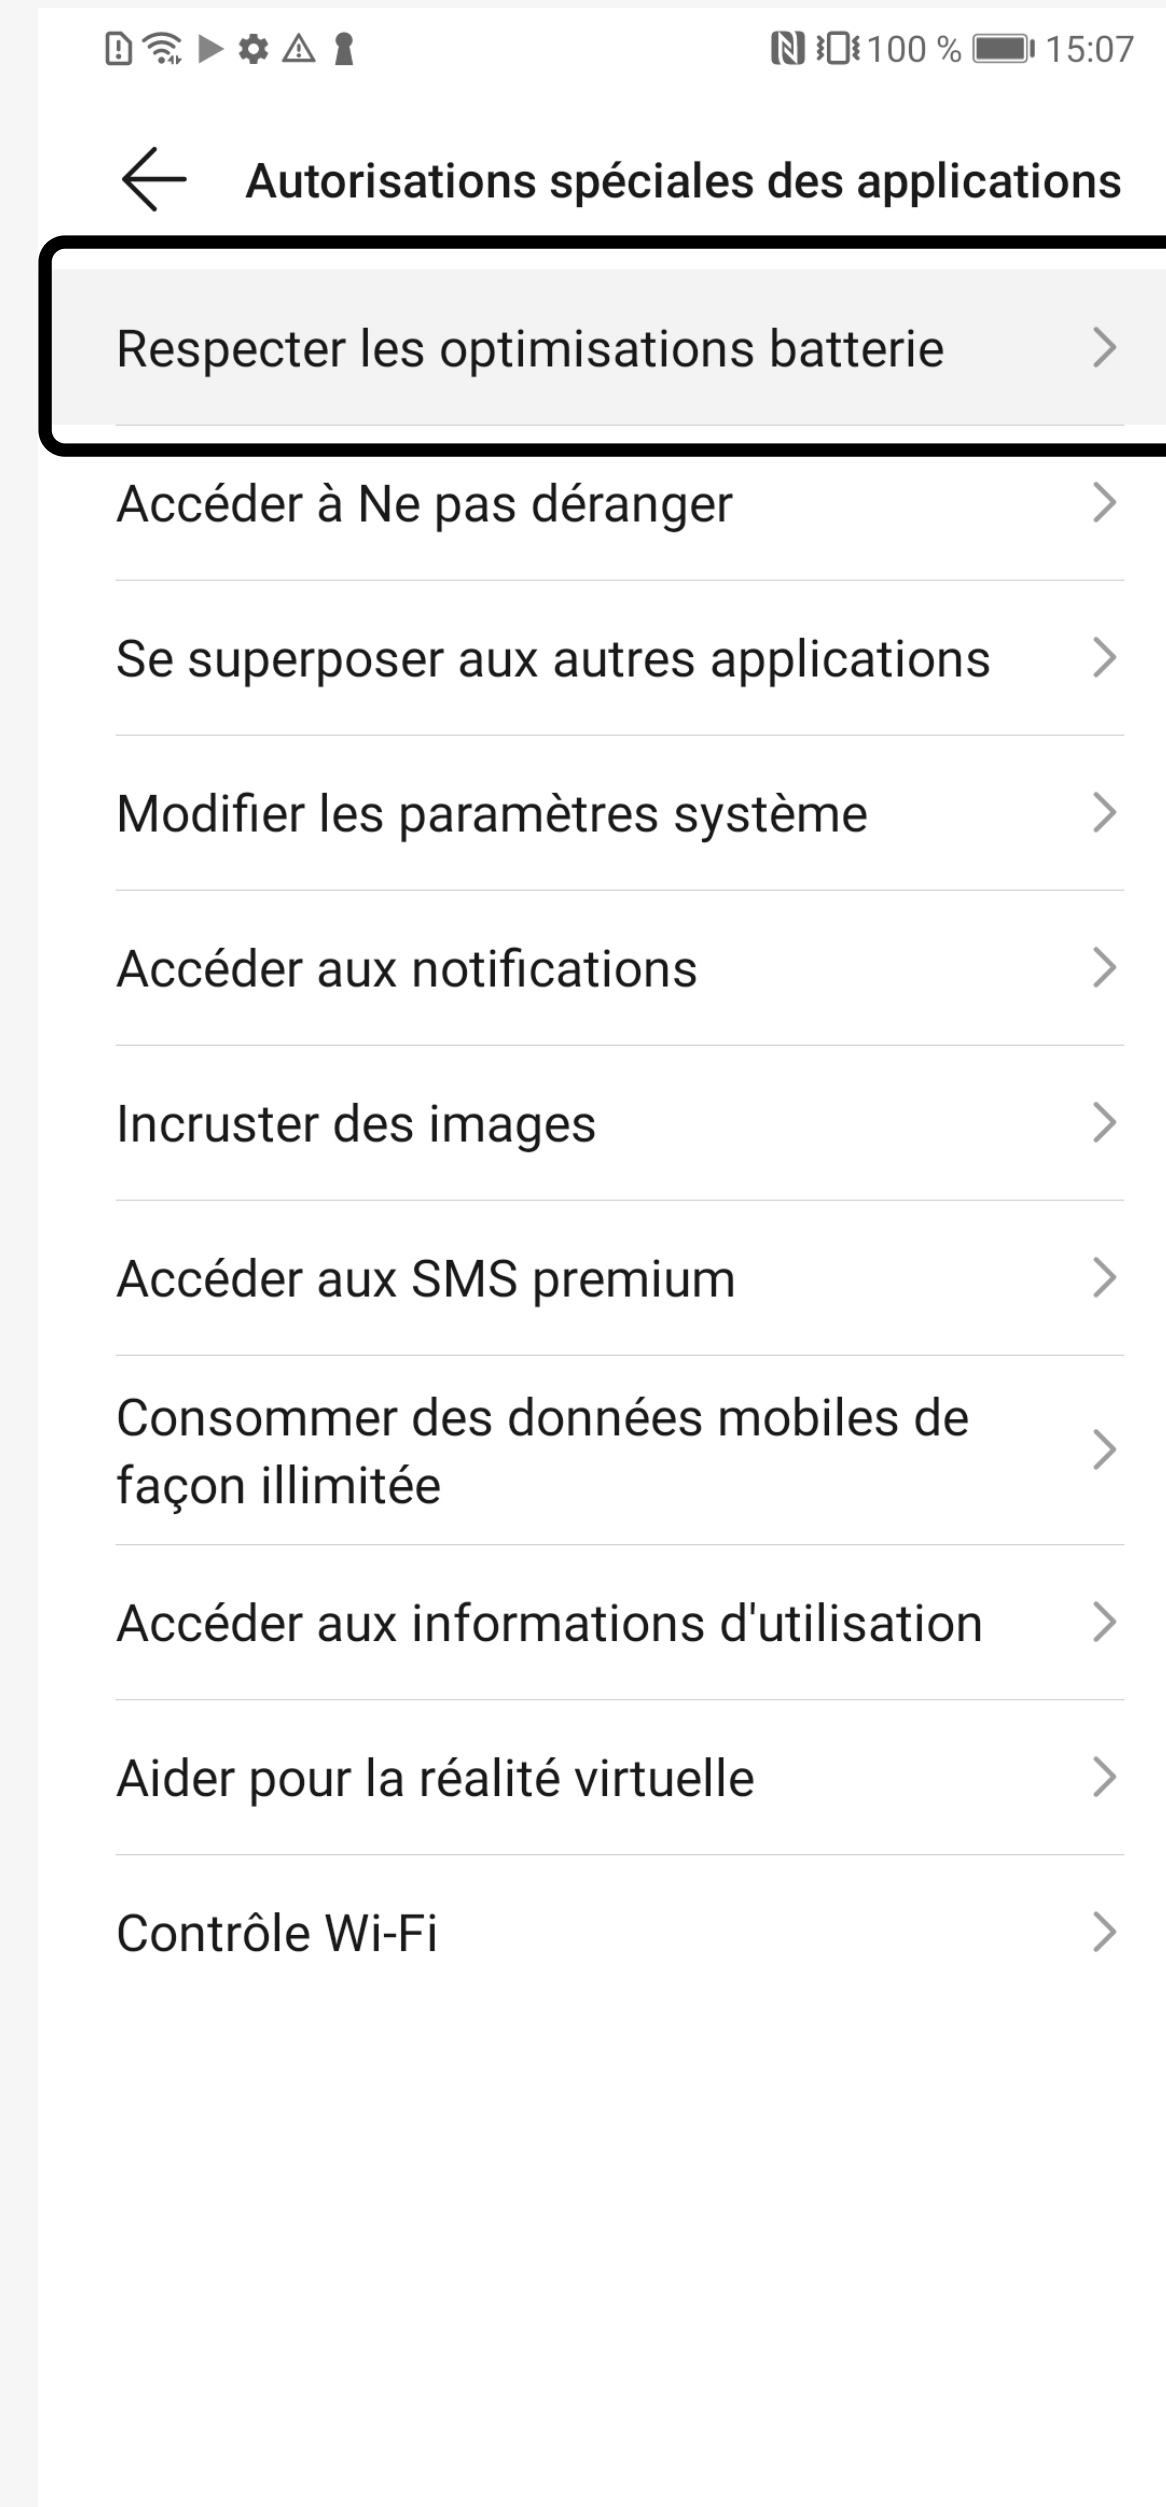 100 % 15:07
Autorisations spéciales des applications
Respecter les optimisations batterie
Accéder à Ne pas déranger
Se superposer aux autres applications
Modifier les paramètres système
Accéder aux notifications
Incruster des images
Accéder aux SMS premium
Consommer des données mobiles de
façon illimitée
Accéder aux informations d'utilisation
Aider pour la réalité virtuelle
Contrôle Wi-Fi